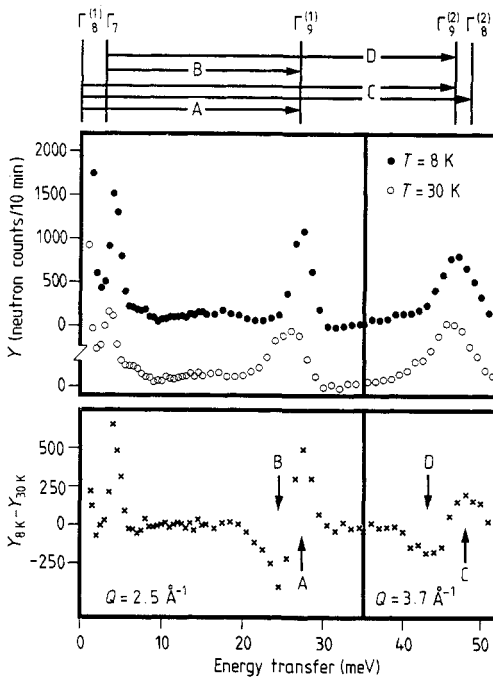 Γ₈⁽¹⁾ Γ₇ Γ₉⁽¹⁾ Γ₉⁽²⁾ Γ₈⁽²⁾
D
B
C
A
2000
1500
1000
500
0
0
Y (neutron counts/10 min)
● T = 8 K
○ T = 30 K
500
250
0
-250
Y₈ K − Y₃₀ K
B
A
D
C
Q = 2.5 Å⁻¹
Q = 3.7 Å⁻¹
0 10 20 30 40 50
Energy transfer (meV)